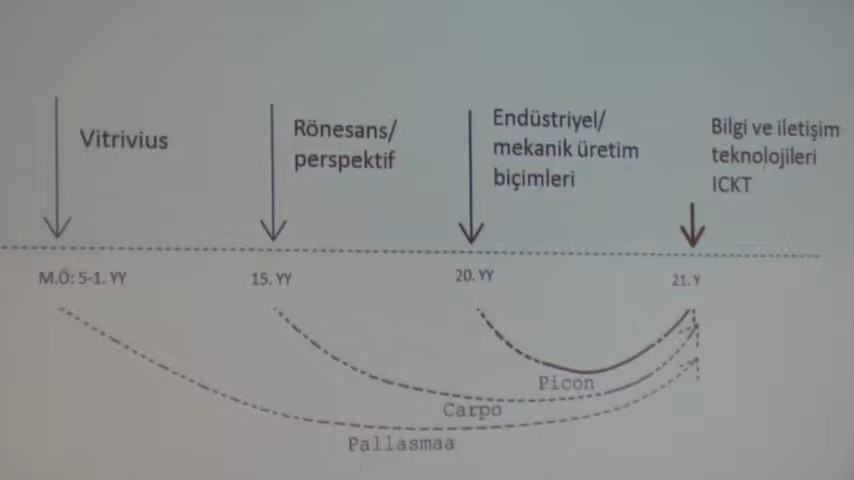 Vitrivius
Rönesans/
perspektif
Endüstriyel/
mekanik üretim
biçimleri
Bilgi ve iletişim
teknolojileri
ICKT
M.Ö: 5-1. YY
15. YY
20. YY
21. Y
Picon
Carpo
Pallasmaa